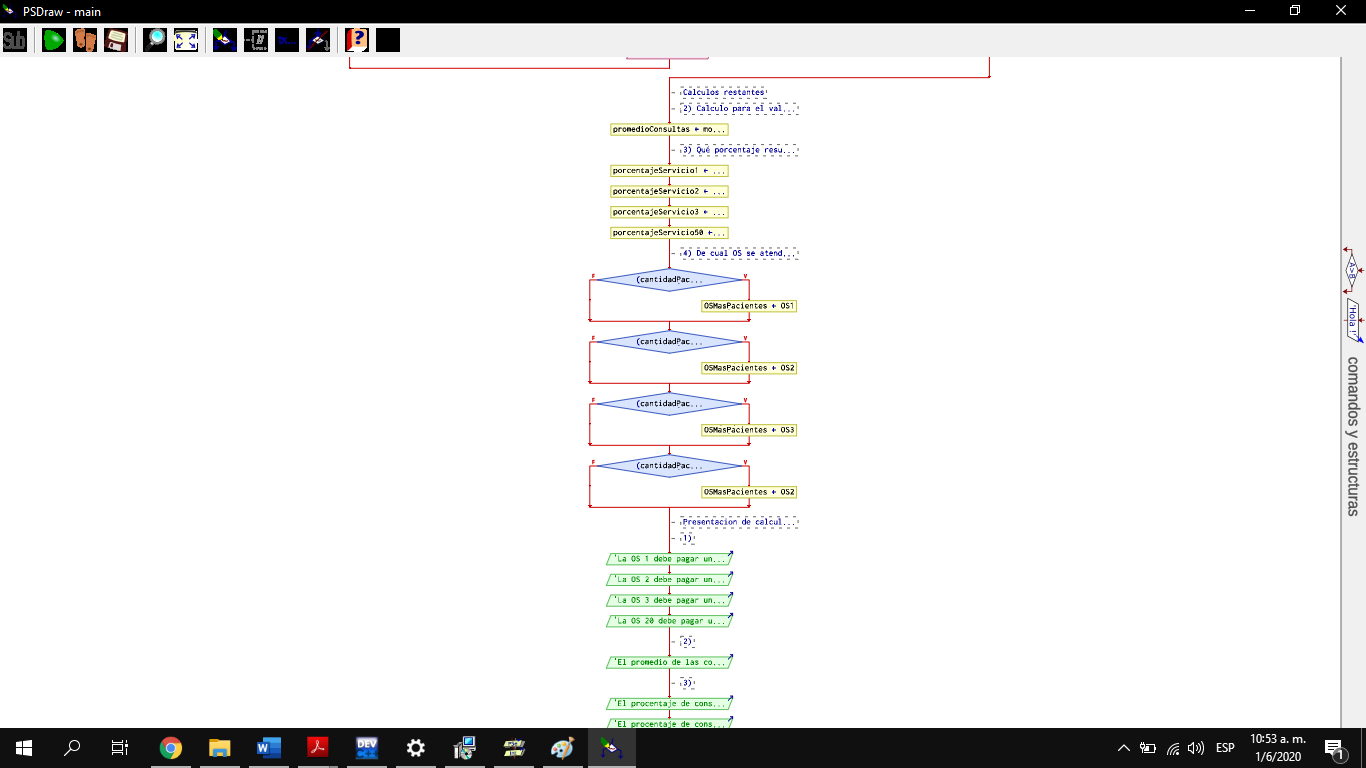 PSDraw - main
Sub
Calculos restantes
2) Calculo para el val...
promedioConsultas ← mo...
3) Qué porcentaje resu...
porcentajeServicio1 ← ...
porcentajeServicio2 ← ...
porcentajeServicio3 ← ...
porcentajeServicio50 ←...
4) De cual OS se atend...
F (cantidadPac... V
OSMasPacientes ← OS1
F (cantidadPac... V
OSMasPacientes ← OS2
F (cantidadPac... V
OSMasPacientes ← OS3
F (cantidadPac... V
OSMasPacientes ← OS2
Presentacion de calcul...
1)
'La OS 1 debe pagar un...
'La OS 2 debe pagar un...
'La OS 3 debe pagar un...
'La OS 20 debe pagar u...
2)
'El promedio de las co...
3)
'El procentaje de cons...
'El procentaje de cons...
A>B
'Hola !'
comandos y estructuras
DEV
ESP
10:53 a. m.
1/6/2020
1